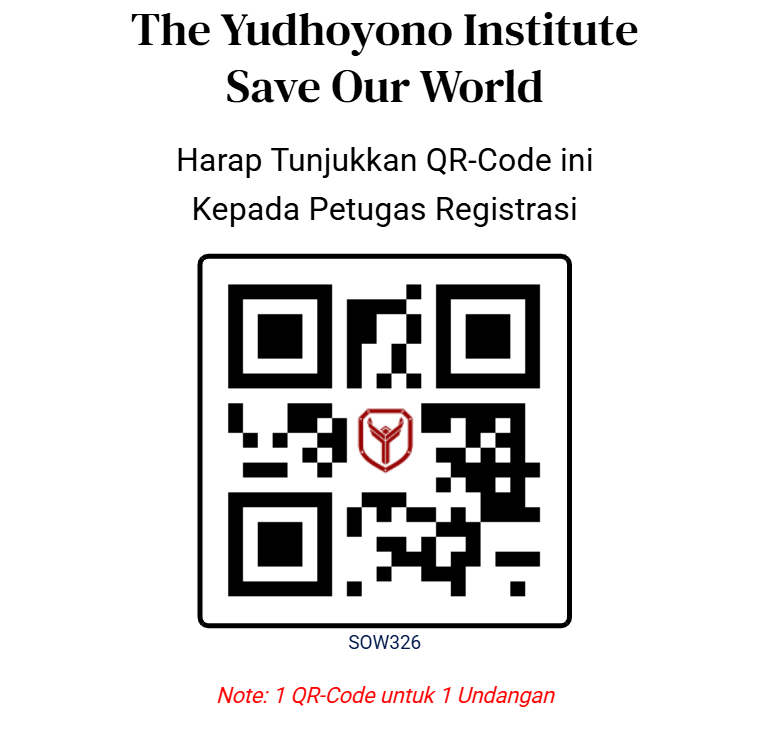 The Yudhoyono Institute
Save Our World
Harap Tunjukkan QR-Code ini
Kepada Petugas Registrasi
SOW326
Note: 1 QR-Code untuk 1 Undangan